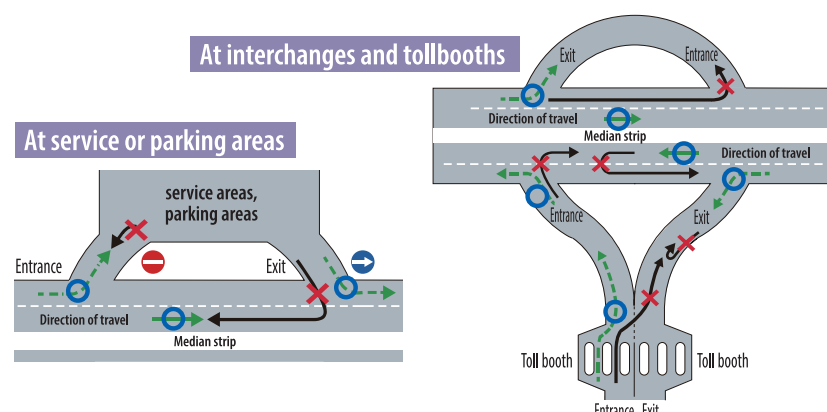 At interchanges and tollbooths
Exit
Entrance
Direction of travel
Median strip
Direction of travel
Entrance
Exit
Toll booth
Toll booth
Entrance Exit
At service or parking areas
service areas,
parking areas
Entrance
Exit
Direction of travel
Median strip